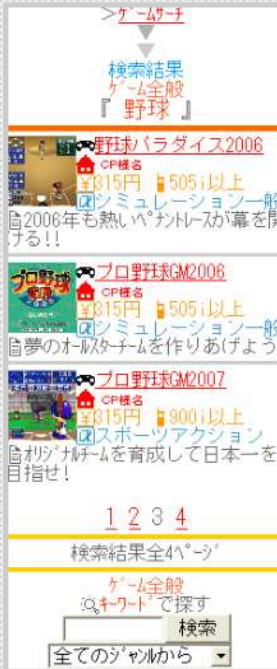 >ゲームサーチ
検索結果
ゲーム全般
『 野球 』
野球パラダイス2006
CP様名
¥315円 505i以上
シミュレーション一般
2006年も熱いペナントレースが幕を開
ける!!
プロ野球GM2006
CP様名
¥315円 505i以上
シミュレーション一般
夢のオールスターチームを作りあげよう
プロ野球GM2007
CP様名
¥315円 900i以上
スポーツアクション
オリジナルチームを育成して日本一を
目指せ!
1 2 3 4
検索結果全4ページ
ゲーム全般
キーワードで探す
検索
全てのジャンルから